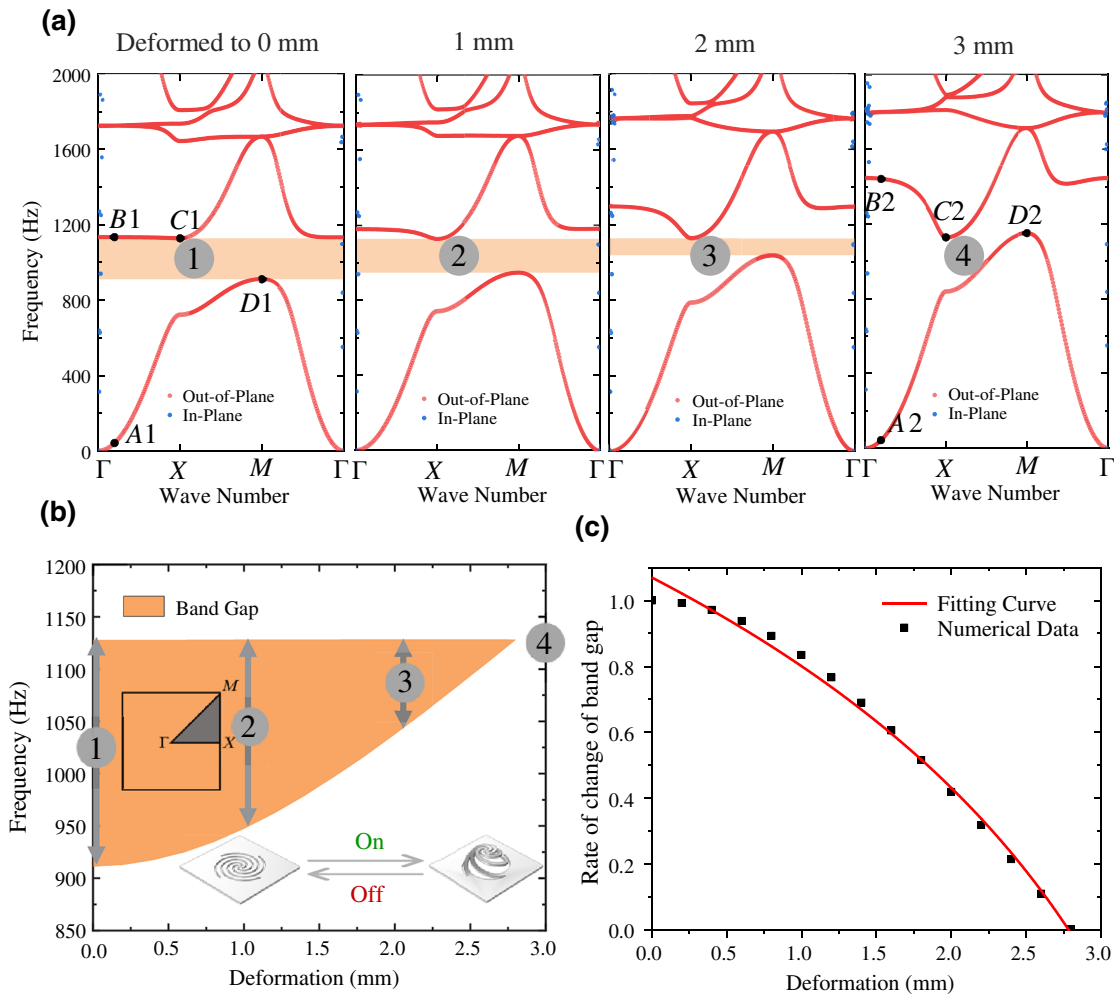 (a)
Deformed to 0 mm 1 mm 2 mm 3 mm
2000
1600
1200
800
400
0
Frequency (Hz)
B1 C1
1
D1
A1
Out-of-Plane
In-Plane
Γ X M Γ
Wave Number
2
Out-of-Plane
In-Plane
X M
Wave Number
3
Out-of-Plane
In-Plane
Γ X M
Wave Number
B2 C2 D2
4
A2
Out-of-Plane
In-Plane
Γ X M Γ
Wave Number
(b)
1200
1150
1100
1050
1000
950
900
850
Frequency (Hz)
Band Gap
1
2
3
4
M
Γ X
On
Off
0.0 0.5 1.0 1.5 2.0 2.5 3.0
Deformation (mm)
(c)
1.0
0.8
0.6
0.4
0.2
0.0
Rate of change of band gap
Fitting Curve
Numerical Data
0.0 0.5 1.0 1.5 2.0 2.5 3.0
Deformation (mm)